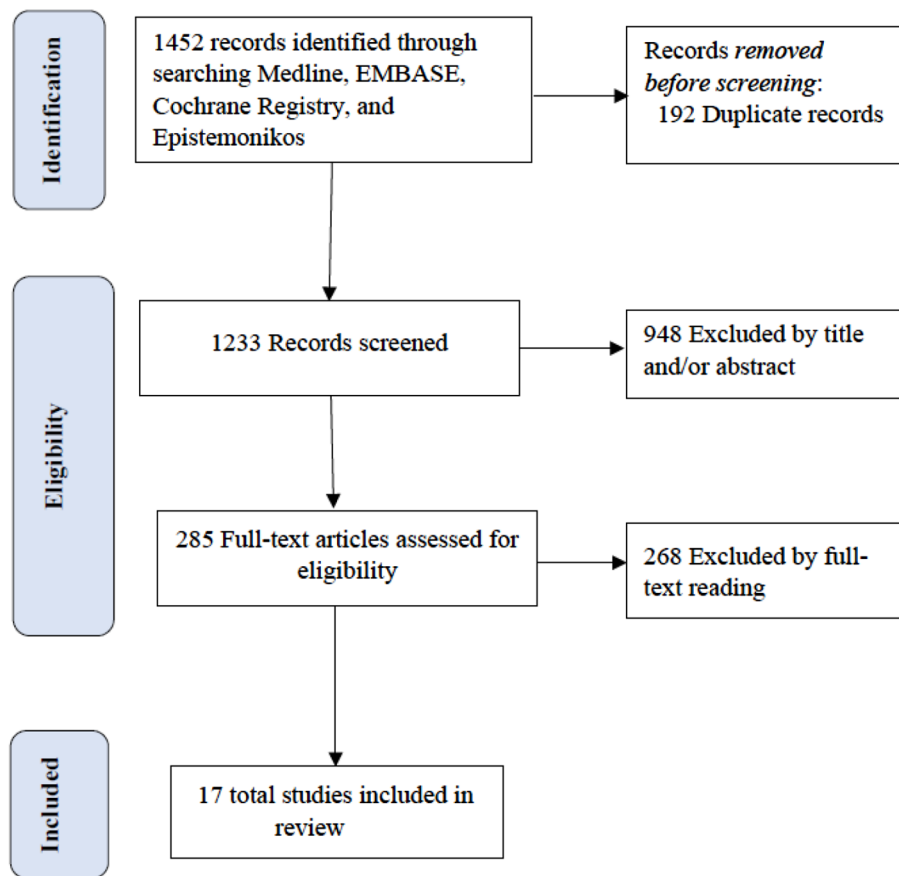 Identification
1452 records identified through
searching Medline, EMBASE,
Cochrane Registry, and
Epistemonikos
Records removed
before screening:
192 Duplicate records
Eligibility
1233 Records screened
948 Excluded by title
and/or abstract
285 Full-text articles assessed for
eligibility
268 Excluded by full-
text reading
Included
17 total studies included in
review